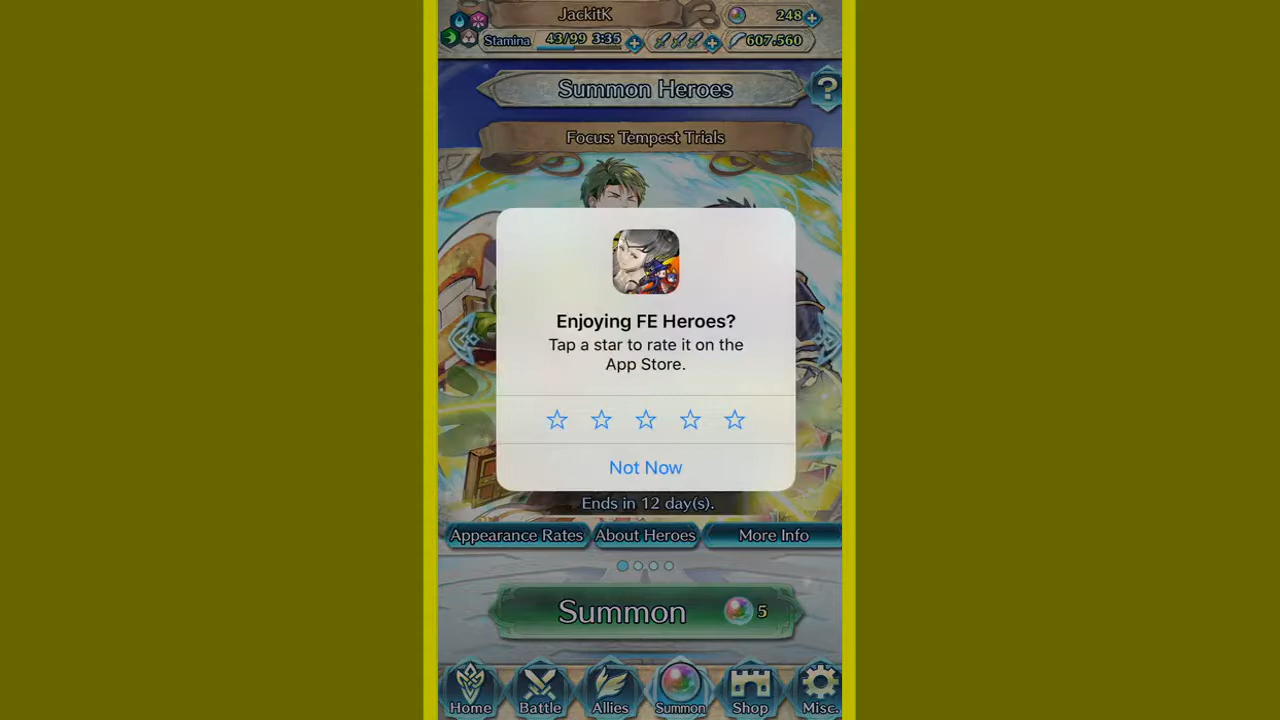 JackitK
248
Stamina 43/99 3:35
607.560
Summon Heroes
?
Focus: Tempest Trials
Enjoying FE Heroes?
Tap a star to rate it on the
App Store.
Not Now
Ends in 12 day(s).
Appearance Rates About Heroes More Info
Summon 5
Home Battle Allies Summon Shop Misc.